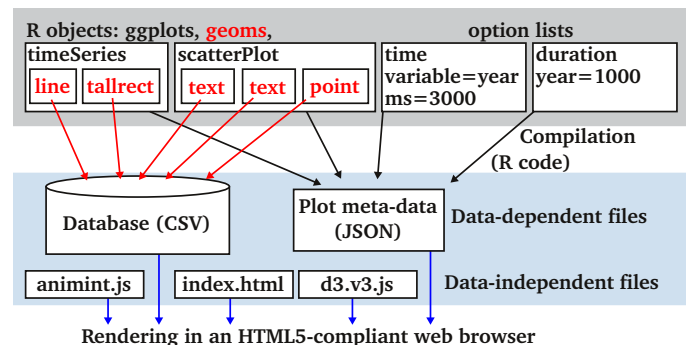 R objects: ggplots, geoms, option lists
timeSeries
line tallrect
scatterPlot
text text point
time
variable=year
ms=3000
duration
year=1000
Compilation
(R code)
Database (CSV)
Plot meta-data
(JSON)
Data-dependent files
animint.js index.html d3.v3.js
Data-independent files
Rendering in an HTML5-compliant web browser